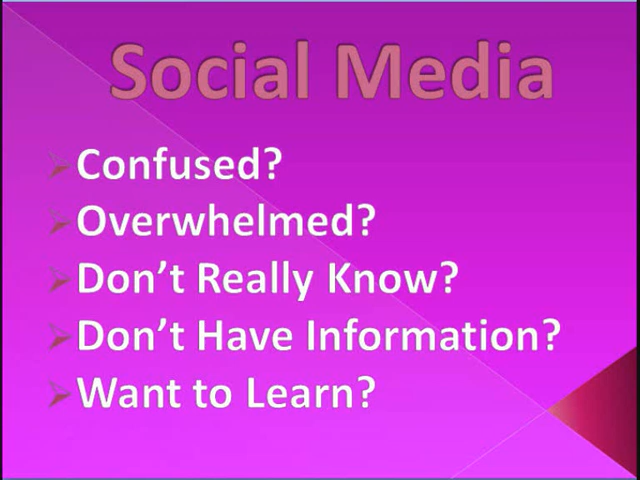 Social Media
Confused?
Overwhelmed?
Don’t Really Know?
Don’t Have Information?
Want to Learn?